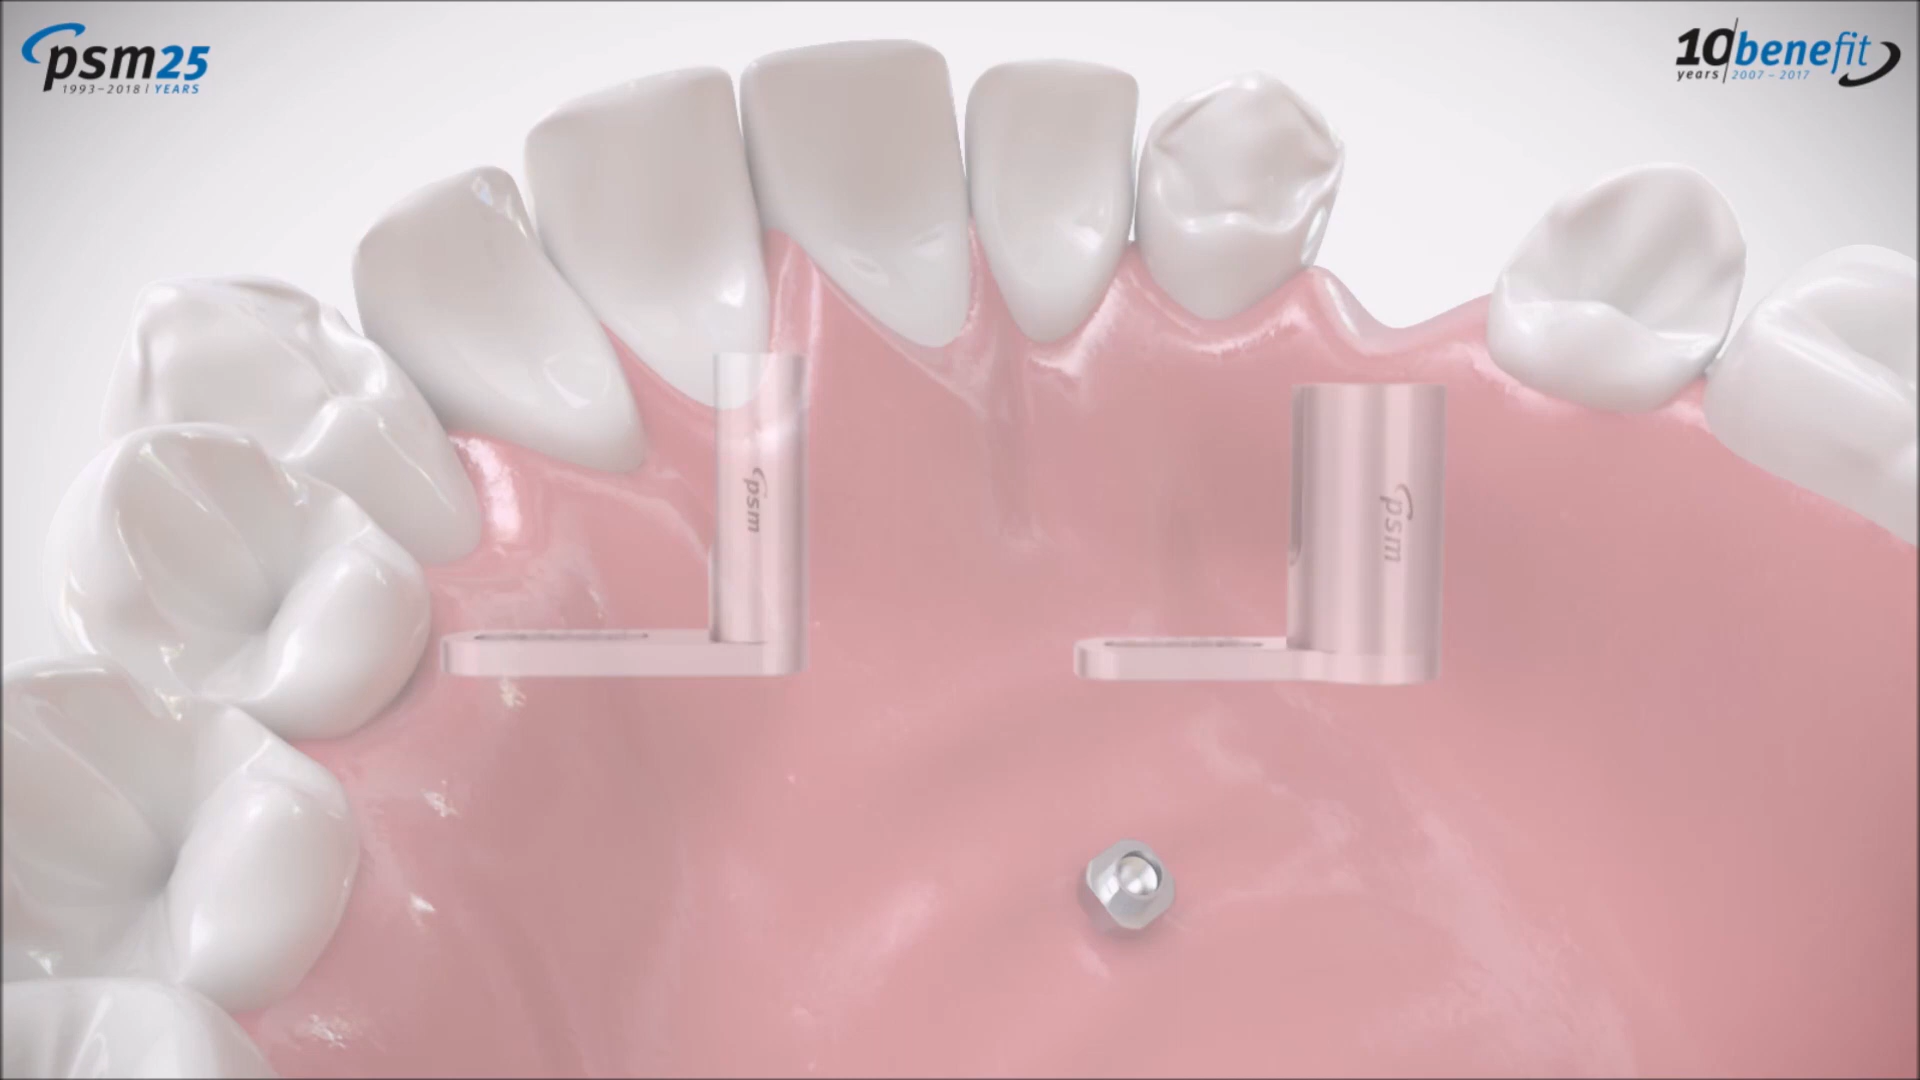 psm25
1993-2018 | YEARS
10 benefit
years 2007-2017
psm
psm